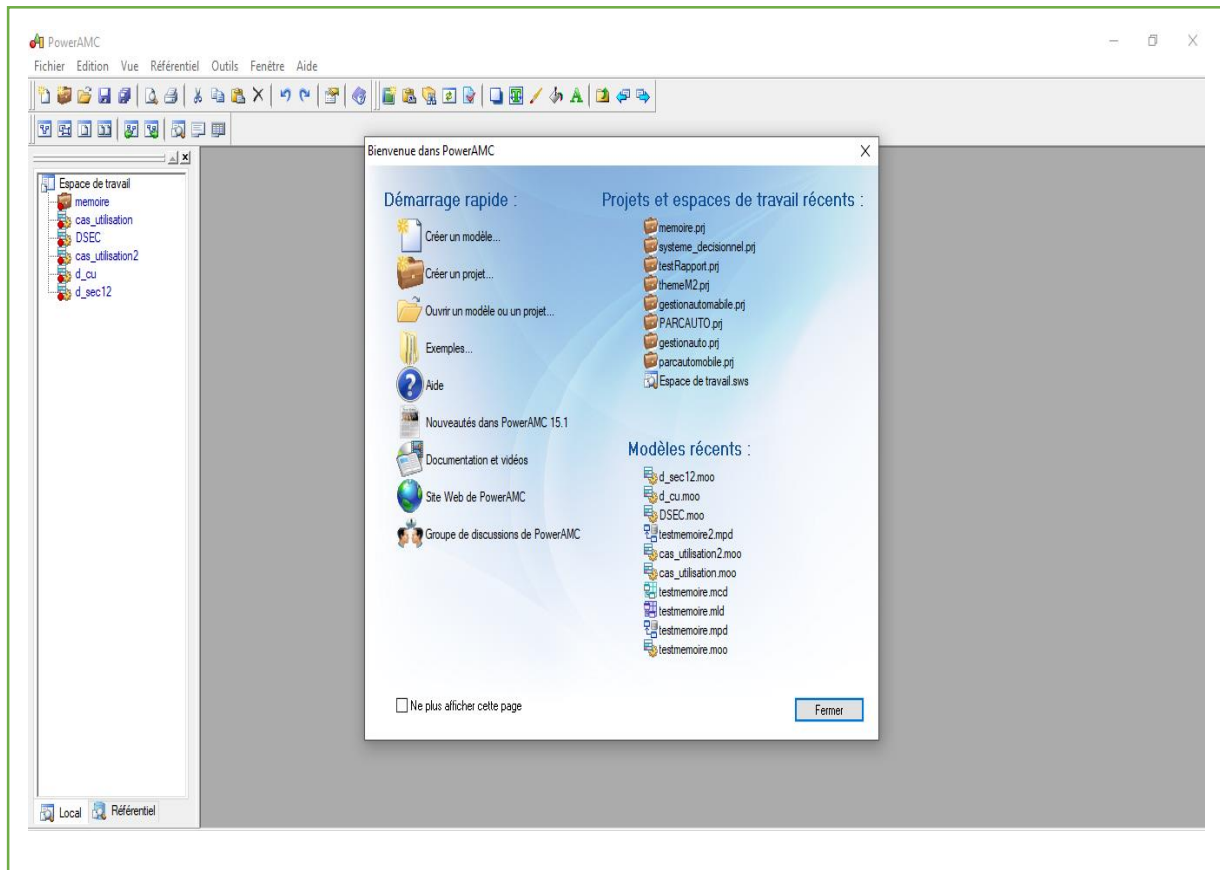 PowerAMC
Fichier Edition Vue Référentiel Outils Fenêtre Aide
Espace de travail
memoire
cas_utilisation
DSEC
cas_utilisation2
d_cu
d_sec12
Local Référentiel
Bienvenue dans PowerAMC
Démarrage rapide :
Créer un modèle...
Créer un projet...
Ouvrir un modèle ou un projet...
Exemples...
Aide
Nouveautés dans PowerAMC 15.1
Documentation et vidéos
Site Web de PowerAMC
Groupe de discussions de PowerAMC
Projets et espaces de travail récents :
memoire.prj
systeme_decisionnel.prj
testRapport.prj
themeM2.prj
gestionautomabile.prj
PARCAUTO.prj
gestionauto.prj
parcautomobile.prj
Espace de travail.sws
Modèles récents :
d_sec12.moo
d_cu.moo
DSEC.moo
testmemoire2.mpd
cas_utilisation2.moo
cas_utilisation.moo
testmemoire.mcd
testmemoire.mld
testmemoire.mpd
testmemoire.moo
Ne plus afficher cette page
Fermer